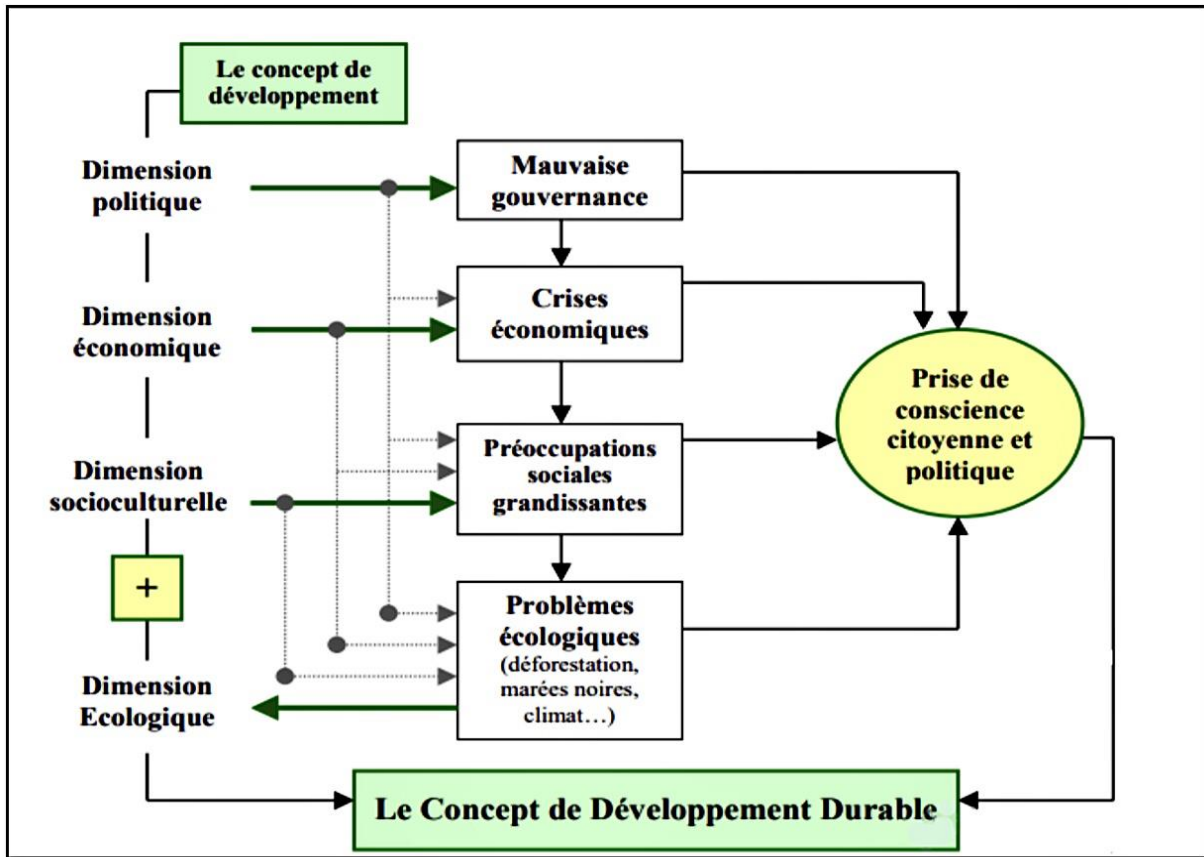 Le concept de
développement
Dimension
politique
Mauvaise
gouvernance
Dimension
économique
Crises
économiques
Prise de
conscience
citoyenne et
politique
Dimension
socioculturelle
Préoccupations
sociales
grandissantes
+
Dimension
Ecologique
Problèmes
écologiques
(déforestation,
marées noires,
climat…)
Le Concept de Développement Durable